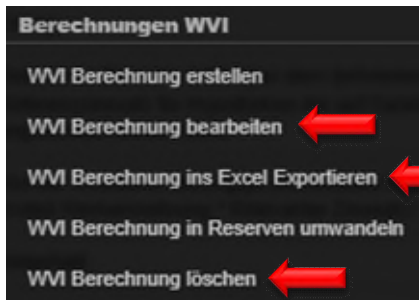 Berechnungen WVI
WVI Berechnung erstellen
WVI Berechnung bearbeiten
WVI Berechnung ins Excel Exportieren
WVI Berechnung in Reserven umwandeln
WVI Berechnung löschen